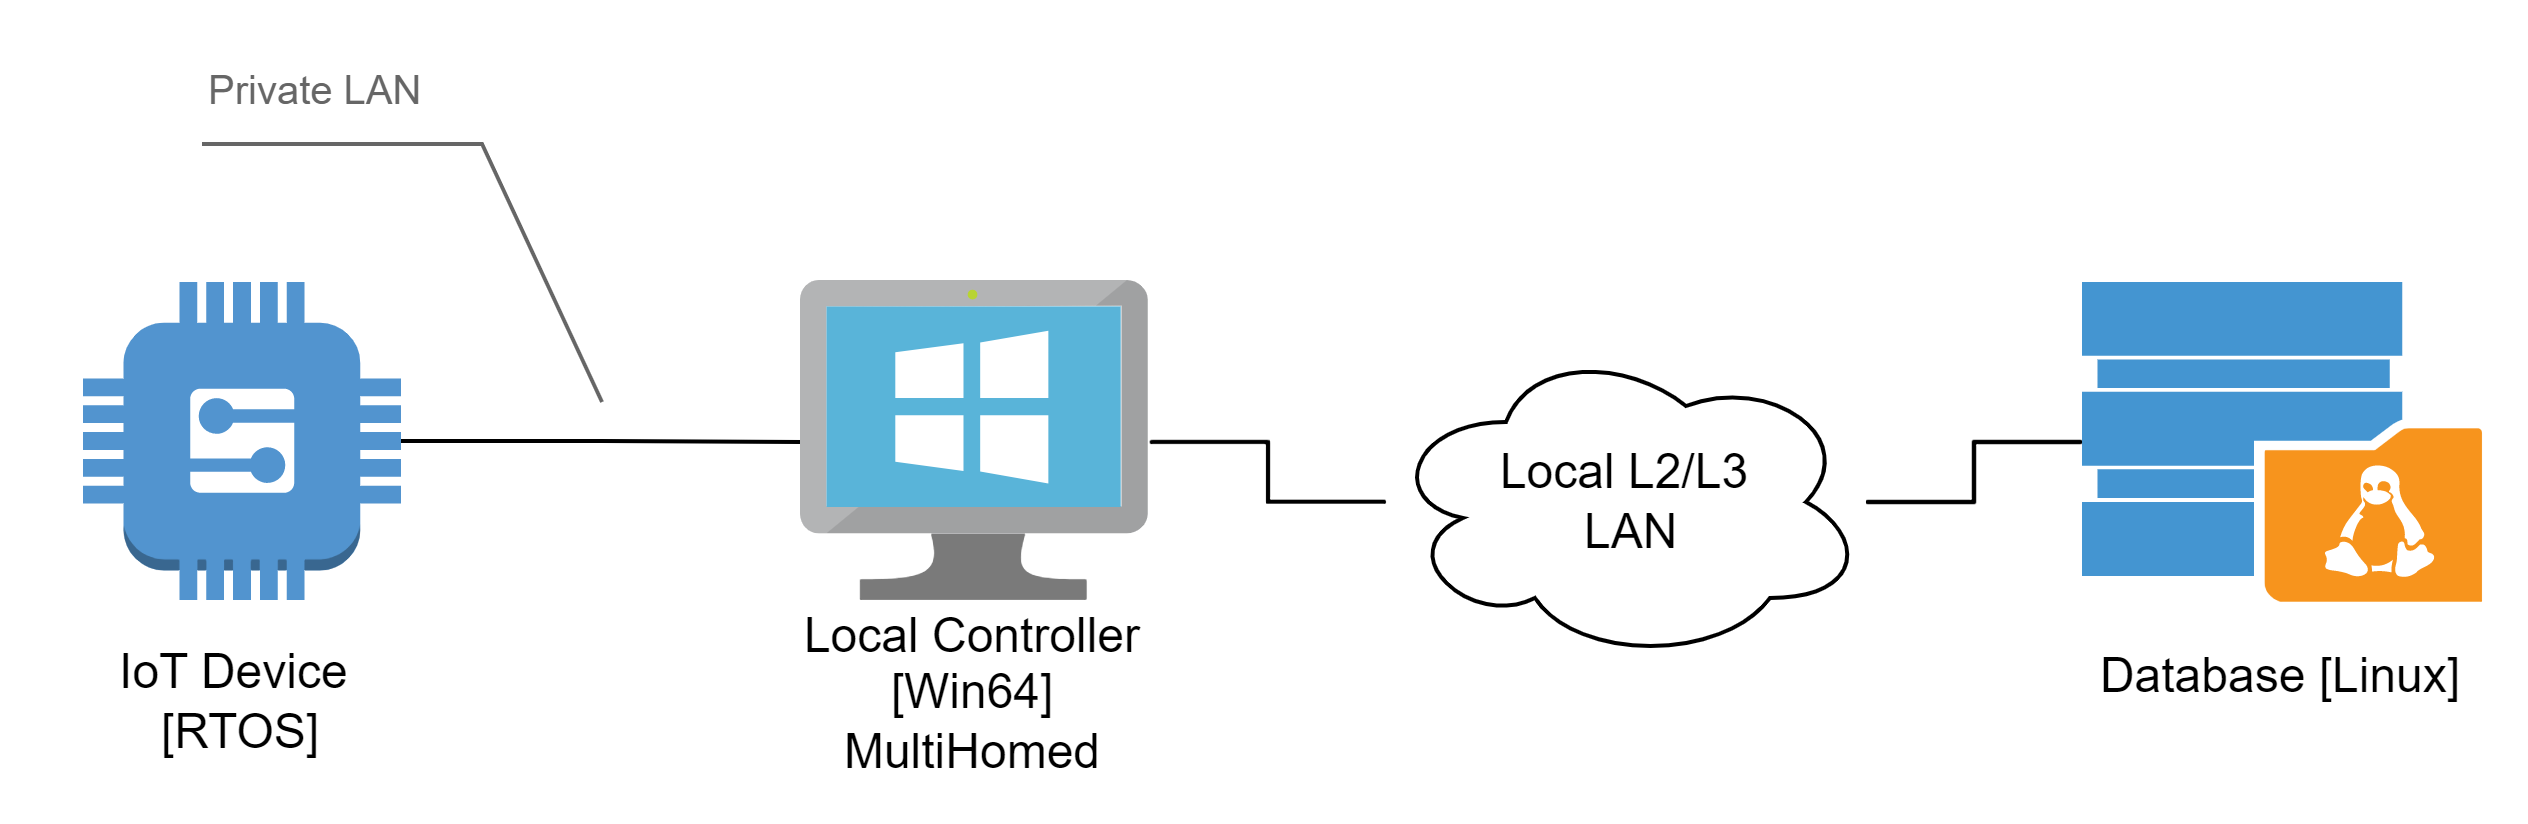 Private LAN
IoT Device
[RTOS]
Local Controller
[Win64]
MultiHomed
Local L2/L3
LAN
Database [Linux]